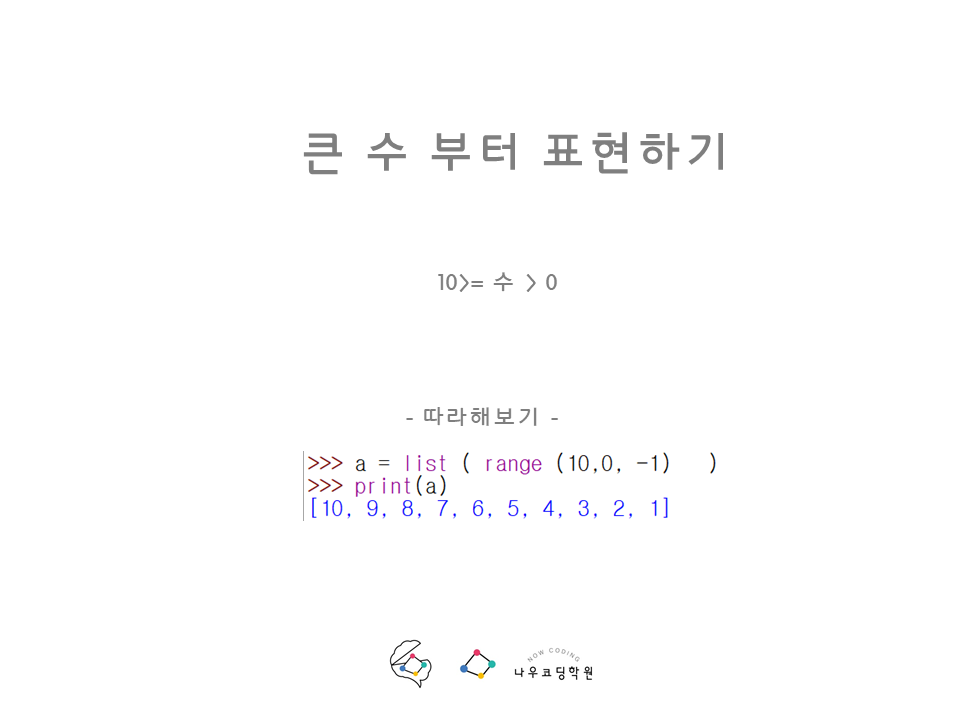 큰 수 부터 표현하기
10>= 수 > 0
- 따라해보기 -
>>> a = list ( range (10,0, -1)   )
>>> print(a)
[10, 9, 8, 7, 6, 5, 4, 3, 2, 1]
NOW CODING
나우코딩학원